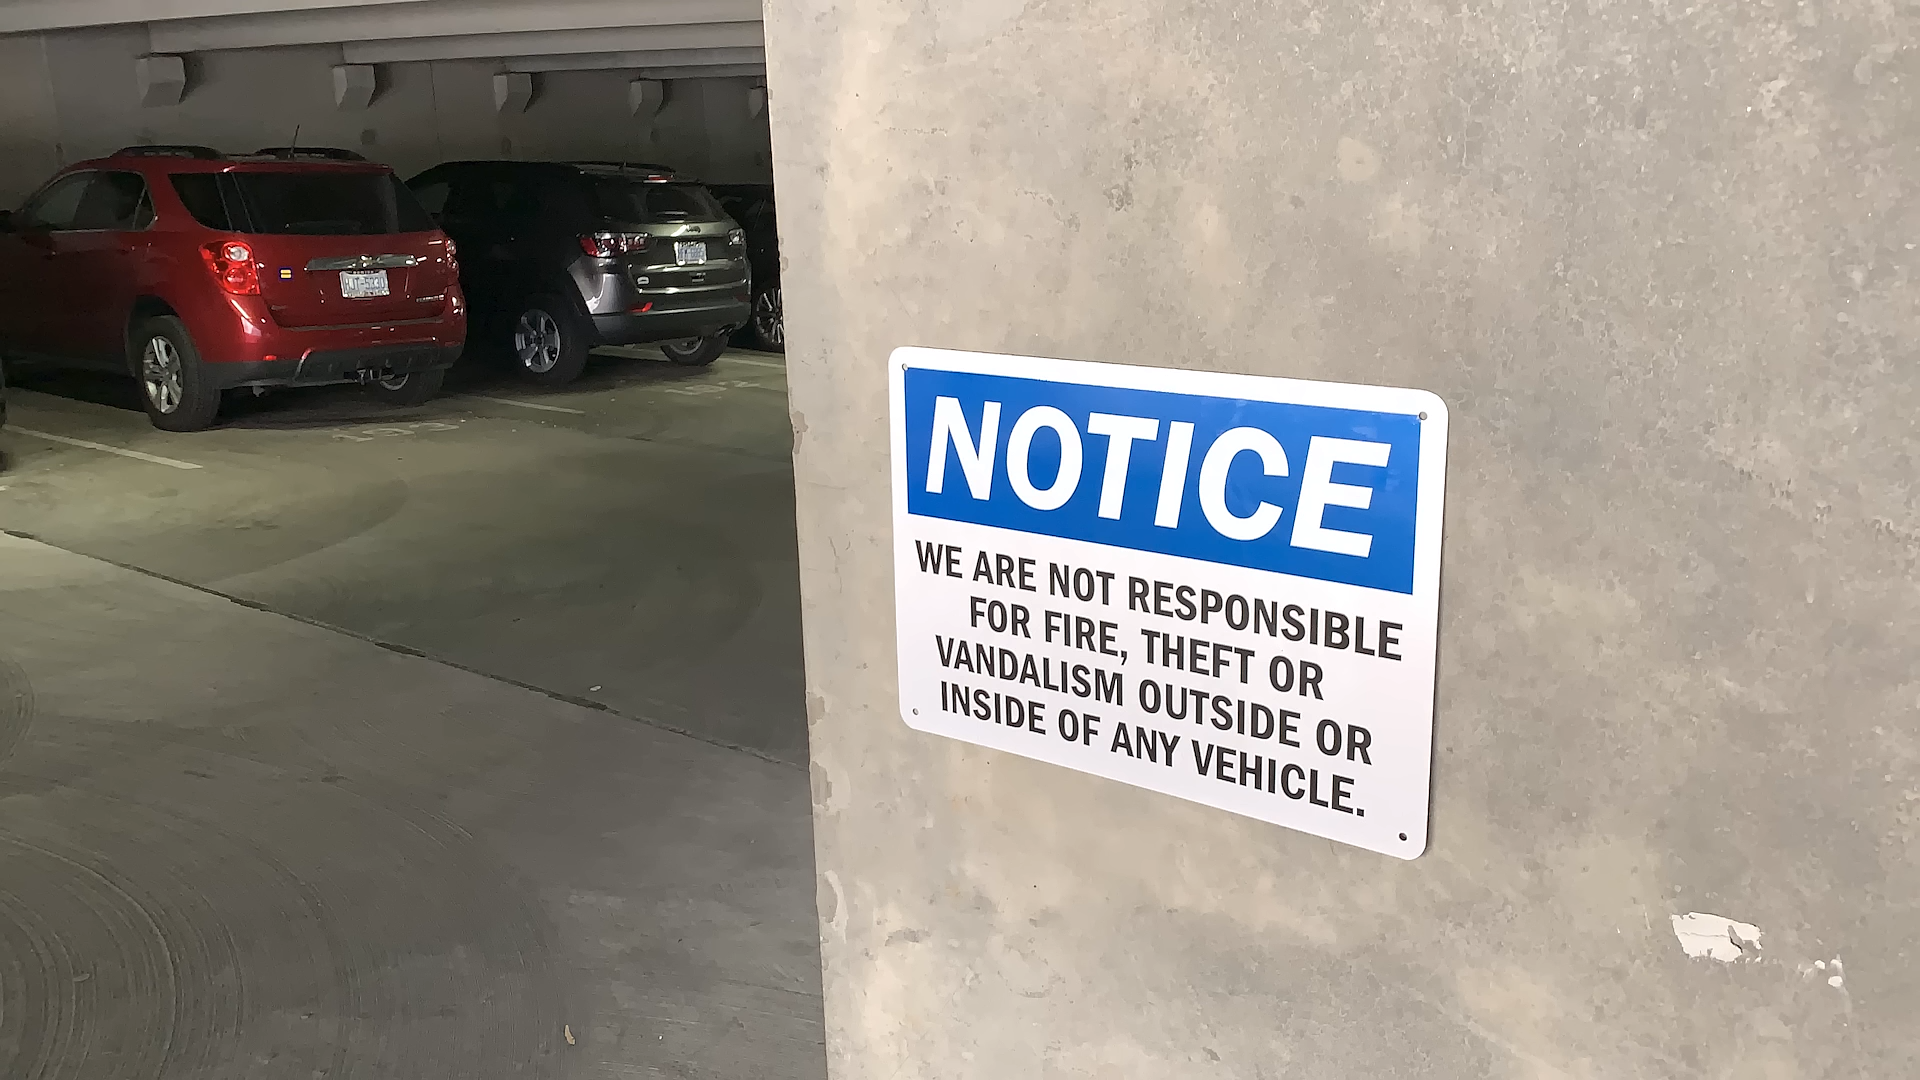 NOTICE
WE ARE NOT RESPONSIBLE
FOR FIRE, THEFT OR
VANDALISM OUTSIDE OR
INSIDE OF ANY VEHICLE.